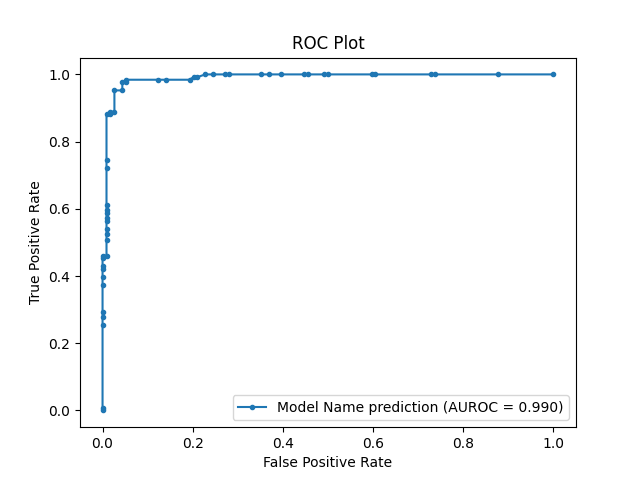 ROC Plot
1.0
0.8
0.6
0.4
0.2
0.0
True Positive Rate
Model Name prediction (AUROC = 0.990)
0.0 0.2 0.4 0.6 0.8 1.0
False Positive Rate